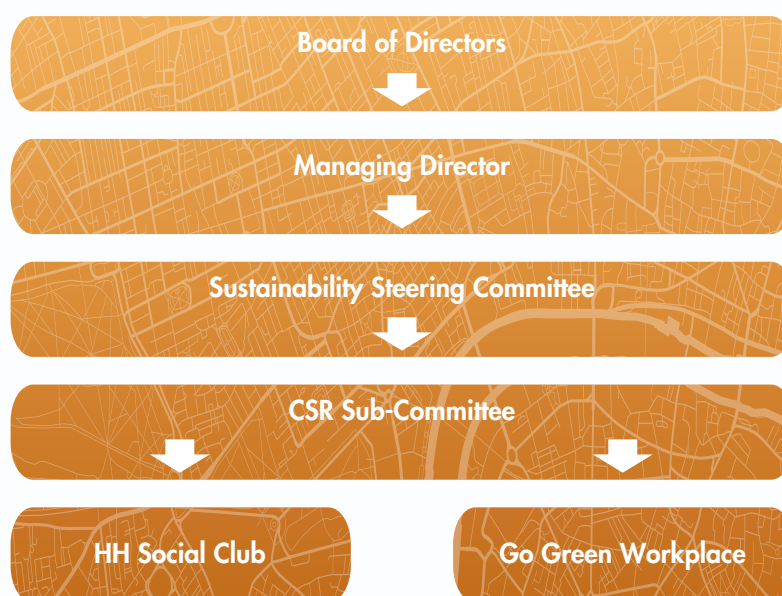 Board of Directors
Managing Director
Sustainability Steering Committee
CSR Sub-Committee
HH Social Club
Go Green Workplace